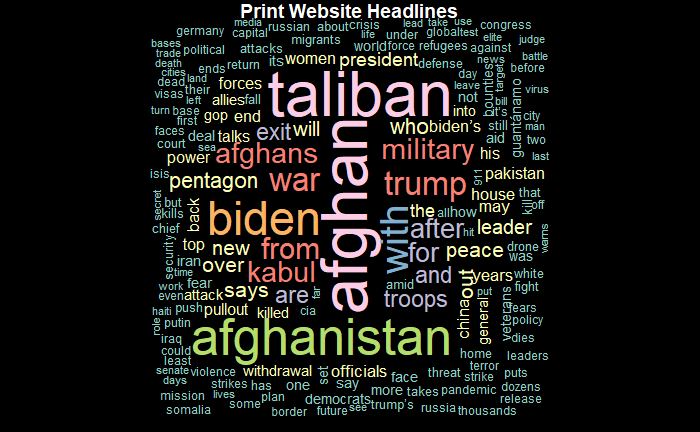 Print Website Headlines
media lead take use
germany russian about crisis congress
capital life under global test elite
migrants world force refugees against judge
bases political attacks its women president defense news battle
trade
death ends return day before
cities land forces leave bounties target virus
dead their taliban not
visas left allies fall into bill it's guantánamo
turn base gop end who biden's city
first exit will still man
faces deal talks aid two
court sea afghans afghan military his last
power
isis pentagon war trump 911 pakistan
secret house that
but back biden with the all how may kill off
kills after hit leader
chief top new from for peace drone warns
security iran over kabul amid and out was
time fear years white
work says are far troops put fight
even attack china general veterans
haiti push pullout killed cia fears
role putin policy
iraq afghanistan dies
could home leaders
least set terror
senate violence withdrawal officials threat strike puts
days strikes has one say face pandemic dozens
mission lives plan more takes release
somalia some democrats trump's
border future see russia thousands